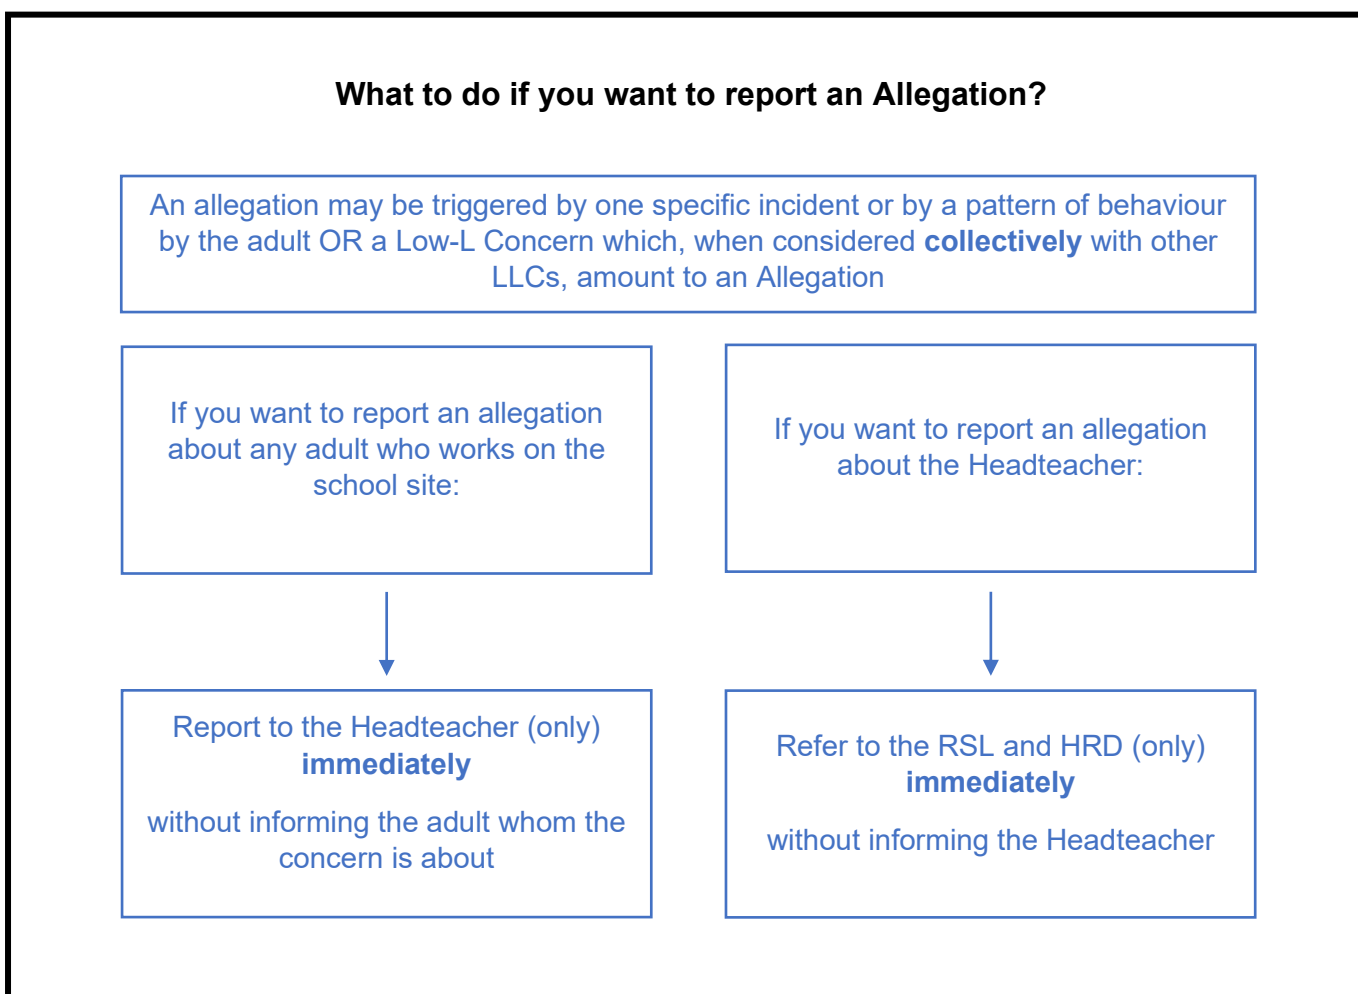 What to do if you want to report an Allegation?
An allegation may be triggered by one specific incident or by a pattern of behaviour
by the adult OR a Low-L Concern which, when considered collectively with other
LLCs, amount to an Allegation
If you want to report an allegation
about any adult who works on the
school site:
If you want to report an allegation
about the Headteacher:
Report to the Headteacher (only)
immediately
without informing the adult whom the
concern is about
Refer to the RSL and HRD (only)
immediately
without informing the Headteacher